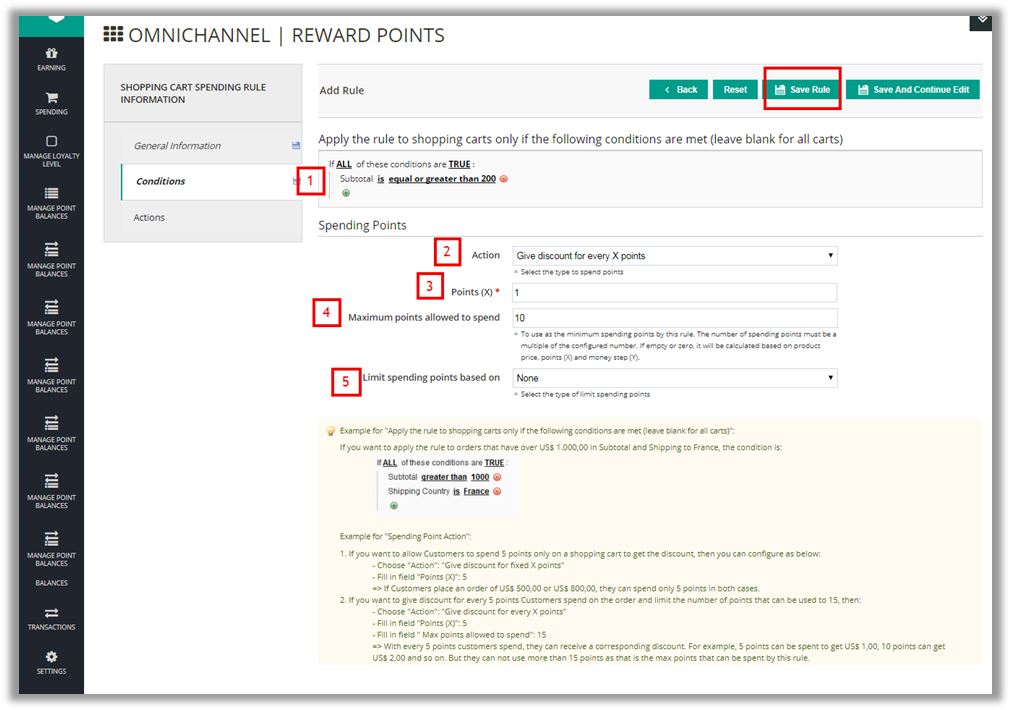 OMNICHANNEL | REWARD POINTS
EARNING
SPENDING
MANAGE LOYALTY
LEVEL
MANAGE POINT
BALANCES
MANAGE POINT
BALANCES
MANAGE POINT
BALANCES
MANAGE POINT
BALANCES
MANAGE POINT
BALANCES
MANAGE POINT
BALANCES
MANAGE POINT
BALANCES
BALANCES
TRANSACTIONS
SETTINGS
SHOPPING CART SPENDING RULE
INFORMATION
General Information
Conditions
Actions
Add Rule
Back
Reset
Save Rule
Save And Continue Edit
Apply the rule to shopping carts only if the following conditions are met (leave blank for all carts)
1
If ALL of these conditions are TRUE :
Subtotal is equal or greater than 200
Spending Points
2 Action Give discount for every X points
Select the type to spend points
3 Points (X) * 1
4 Maximum points allowed to spend 10
To use as the minimum spending points by this rule. The number of spending points must be a
multiple of the configured number. If empty or zero, it will be calculated based on product
price, points (X) and money step (Y).
5 Limit spending points based on None
Select the type of limit spending points
Example for "Apply the rule to shopping carts only if the following conditions are met (leave blank for all carts)":
If you want to apply the rule to orders that have over US$ 1.000,00 in Subtotal and Shipping to France, the condition is:
If ALL of these conditions are TRUE :
Subtotal greater than 1000
Shipping Country is France
Example for "Spending Point Action":
1. If you want to allow Customers to spend 5 points only on a shopping cart to get the discount, then you can configure as below:
- Choose "Action": "Give discount for fixed X points"
- Fill in field "Points (X)": 5
=> If Customers place an order of US$ 500,00 or US$ 800,00, they can spend only 5 points in both cases.
2. If you want to give discount for every 5 points Customers spend on the order and limit the number of points that can be used to 15, then:
- Choose "Action": "Give discount for every X points"
- Fill in field "Points (X)": 5
- Fill in field " Max points allowed to spend": 15
=> With every 5 points customers spend, they can receive a corresponding discount. For example, 5 points can be spent to get US$ 1,00, 10 points can get
US$ 2,00 and so on. But they can not use more than 15 points as that is the max points that can be spent by this rule.